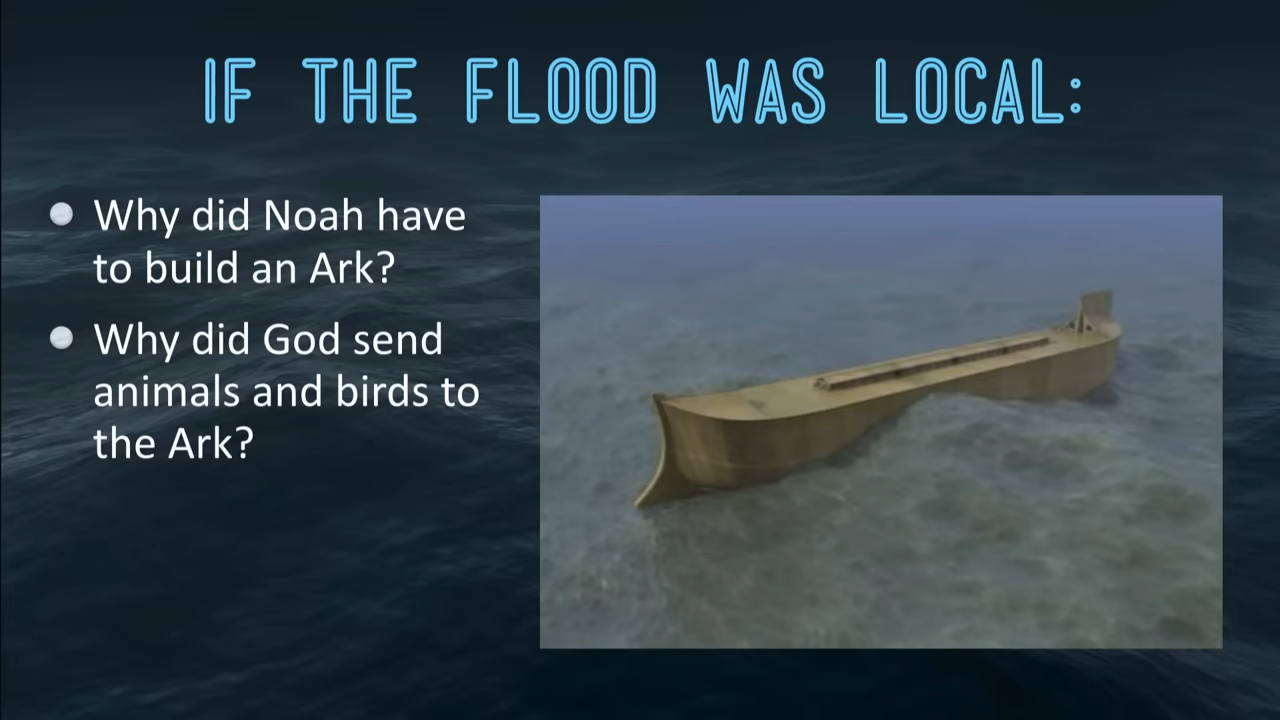 IF THE FLOOD WAS LOCAL:
Why did Noah have
to build an Ark?
Why did God send
animals and birds to
the Ark?